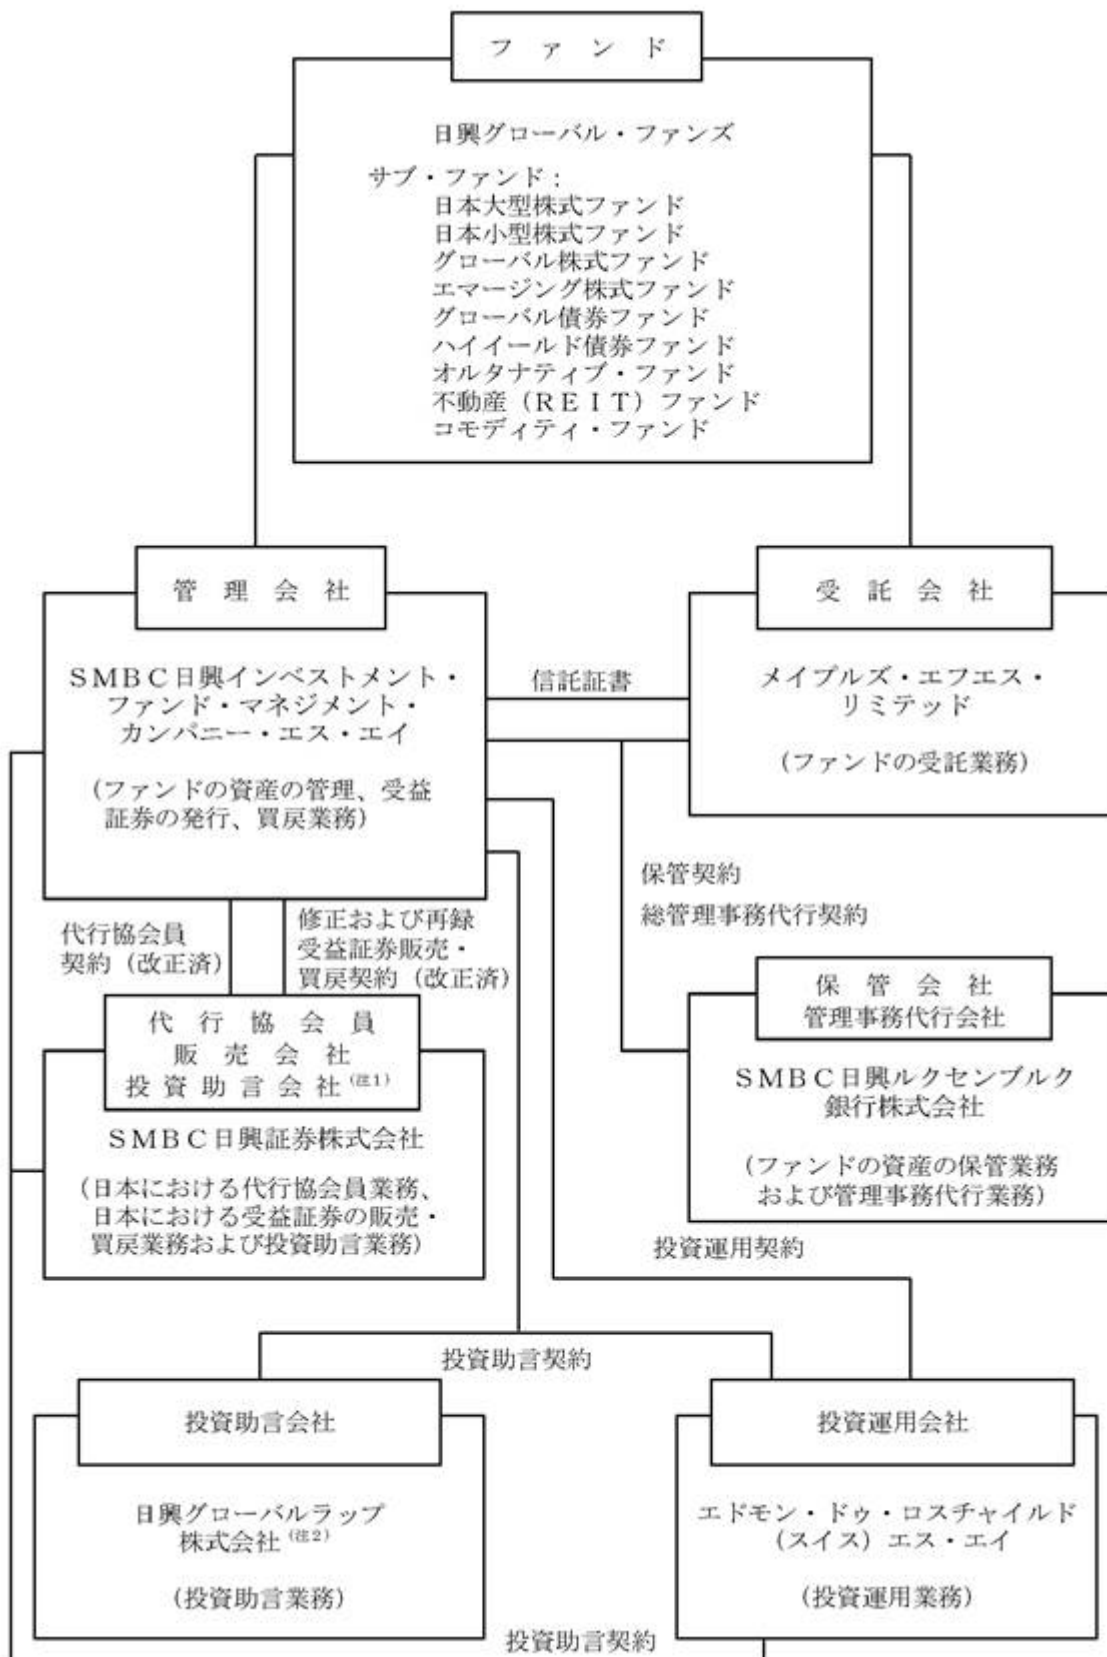 ファンド
日興グローバル・ファンズ
サブ・ファンド：
日本大型株式ファンド
日本小型株式ファンド
グローバル株式ファンド
エマージング株式ファンド
グローバル債券ファンド
ハイイールド債券ファンド
オルタナティブ・ファンド
不動産（ＲＥＩＴ）ファンド
コモディティ・ファンド
管理会社
ＳＭＢＣ日興インベストメント・
ファンド・マネジメント・
カンパニー・エス・エイ
（ファンドの資産の管理、受益
証券の発行、買戻業務）
信託証書
受託会社
メイプルズ・エフエス・
リミテッド
（ファンドの受託業務）
保管契約
総管理事務代行契約
代行協会員
契約（改正済）
修正および再録
受益証券販売・
買戻契約（改正済）
代行協会員
販売会社
投資助言会社（注1）
ＳＭＢＣ日興証券株式会社
（日本における代行協会員業務、
日本における受益証券の販売・
買戻業務および投資助言業務）
保管会社
管理事務代行会社
ＳＭＢＣ日興ルクセンブルク
銀行株式会社
（ファンドの資産の保管業務
および管理事務代行業務）
投資運用契約
投資助言契約
投資助言会社
日興グローバルラップ
株式会社（注2）
（投資助言業務）
投資運用会社
エドモン・ドゥ・ロスチャイルド
（スイス）エス・エイ
（投資運用業務）
投資助言契約